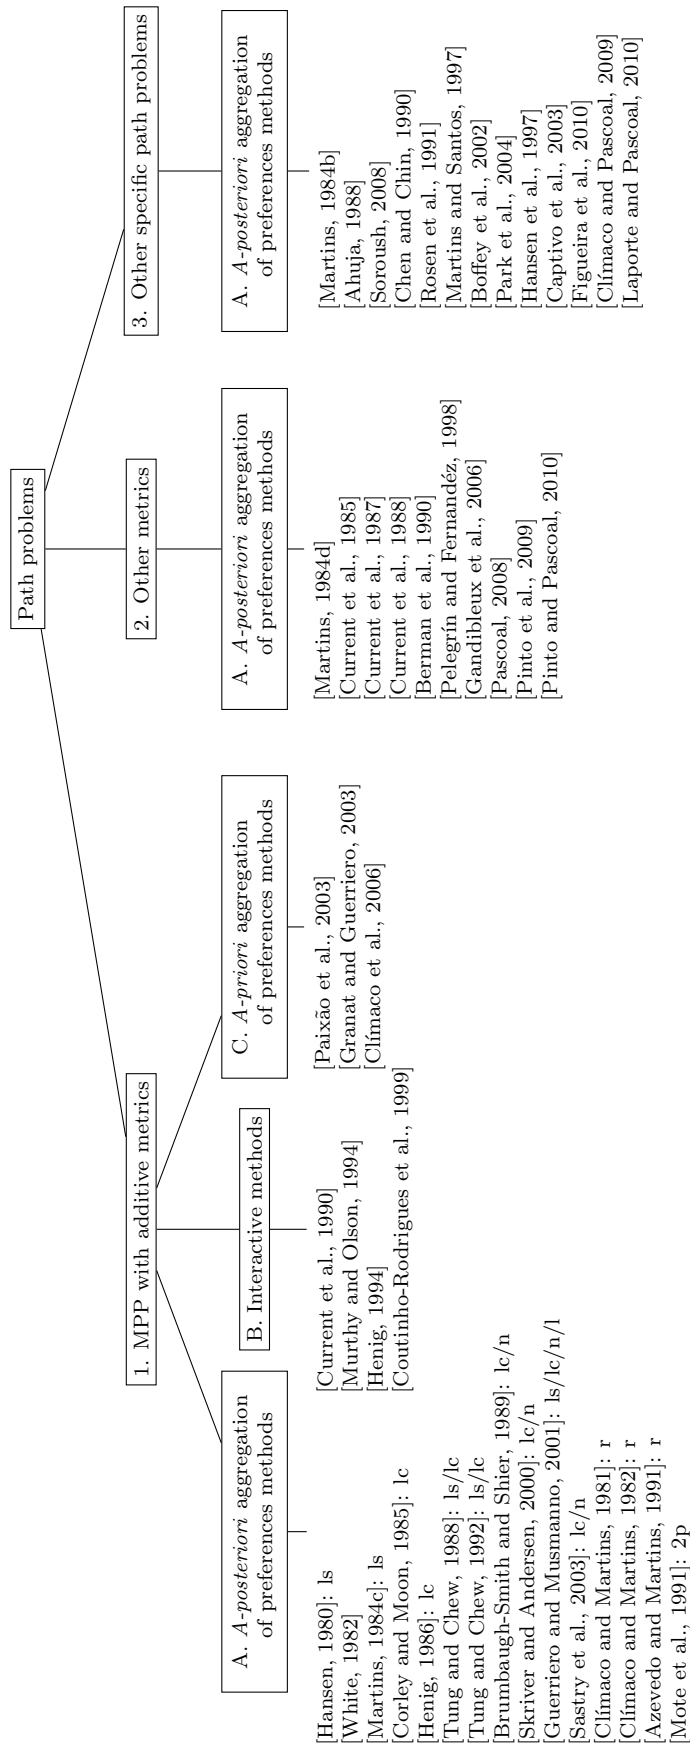 Path problems
1. MPP with additive metrics
2. Other metrics
3. Other specific path problems
A. A-posteriori aggregation
of preferences methods
B. Interactive methods
C. A-priori aggregation
of preferences methods
A. A-posteriori aggregation
of preferences methods
A. A-posteriori aggregation
of preferences methods
[Hansen, 1980]: ls
[White, 1982]
[Martins, 1984c]: ls
[Corley and Moon, 1985]: lc
[Henig, 1986]: lc
[Tung and Chew, 1988]: ls/lc
[Tung and Chew, 1992]: ls/lc
[Brumbaugh-Smith and Shier, 1989]: lc/n
[Skriver and Andersen, 2000]: lc/n
[Guerriero and Musmanno, 2001]: ls/lc/n/l
[Sastry et al., 2003]: lc/n
[Clímaco and Martins, 1981]: r
[Clímaco and Martins, 1982]: r
[Azevedo and Martins, 1991]: r
[Mote et al., 1991]: 2p
[Current et al., 1990]
[Murthy and Olson, 1994]
[Henig, 1994]
[Coutinho-Rodrigues et al., 1999]
[Paixão et al., 2003]
[Granat and Guerriero, 2003]
[Clímaco et al., 2006]
[Martins, 1984d]
[Current et al., 1985]
[Current et al., 1987]
[Current et al., 1988]
[Berman et al., 1990]
[Pelegrín and Fernandéz, 1998]
[Gandibleux et al., 2006]
[Pascoal, 2008]
[Pinto et al., 2009]
[Pinto and Pascoal, 2010]
[Martins, 1984b]
[Ahuja, 1988]
[Soroush, 2008]
[Chen and Chin, 1990]
[Rosen et al., 1991]
[Martins and Santos, 1997]
[Boffey et al., 2002]
[Park et al., 2004]
[Hansen et al., 1997]
[Captivo et al., 2003]
[Figueira et al., 2010]
[Clímaco and Pascoal, 2009]
[Laporte and Pascoal, 2010]